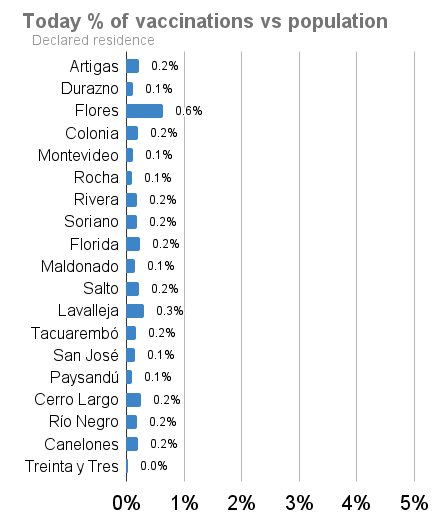 Today % of vaccinations vs population
Declared residence
Artigas 0.2%
Durazno 0.1%
Flores 0.6%
Colonia 0.2%
Montevideo 0.1%
Rocha 0.1%
Rivera 0.2%
Soriano 0.2%
Florida 0.2%
Maldonado 0.1%
Salto 0.2%
Lavalleja 0.3%
Tacuarembó 0.2%
San José 0.1%
Paysandú 0.1%
Cerro Largo 0.2%
Río Negro 0.2%
Canelones 0.2%
Treinta y Tres 0.0%
0% 1% 2% 3% 4% 5%